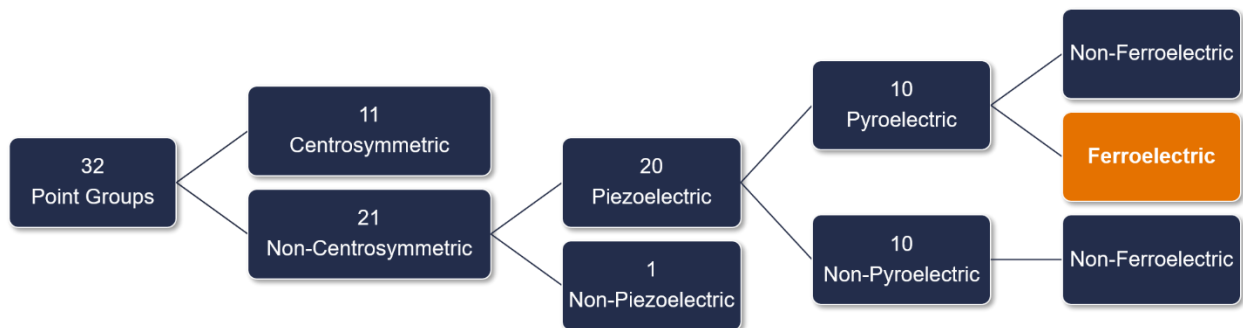 32
Point Groups
11
Centrosymmetric
21
Non-Centrosymmetric
20
Piezoelectric
1
Non-Piezoelectric
10
Pyroelectric
10
Non-Pyroelectric
Non-Ferroelectric
Ferroelectric
Non-Ferroelectric